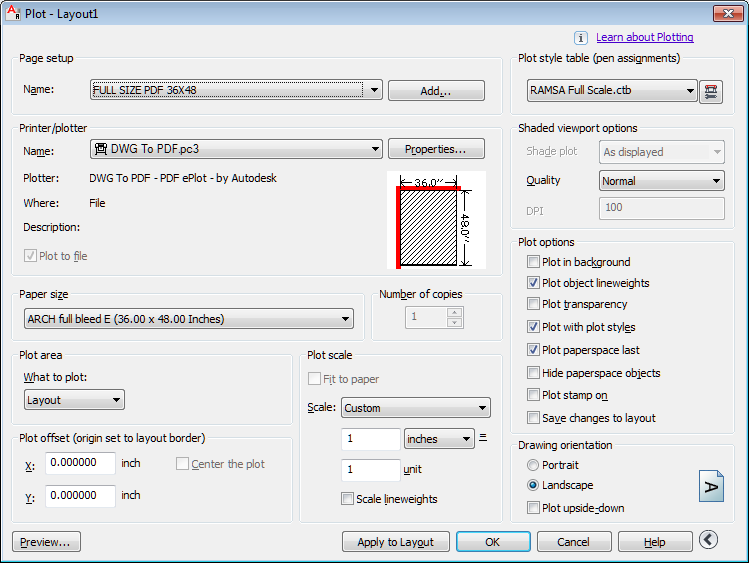 Plot - Layout1
Learn about Plotting
Page setup
Name: FULL SIZE PDF 36X48 Add...
Plot style table (pen assignments)
RAMSA Full Scale.ctb
Printer/plotter
Name: DWG To PDF.pc3 Properties...
Plotter: DWG To PDF - PDF ePlot - by Autodesk
Where: File
Description:
Plot to file
36.0''
48.0''
Shaded viewport options
Shade plot As displayed
Quality Normal
DPI 100
Paper size
ARCH full bleed E (36.00 x 48.00 Inches)
Number of copies
1
Plot options
Plot in background
Plot object lineweights
Plot transparency
Plot with plot styles
Plot paperspace last
Hide paperspace objects
Plot stamp on
Save changes to layout
Plot area
What to plot:
Layout
Plot scale
Fit to paper
Scale: Custom
1 inches =
1 unit
Scale lineweights
Plot offset (origin set to layout border)
X: 0.000000 inch Center the plot
Y: 0.000000 inch
Drawing orientation
Portrait
Landscape
Plot upside-down
A
Preview... Apply to Layout OK Cancel Help